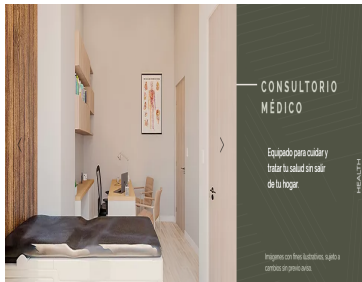 CONSULTORIO
MÉDICO
Equipado para cuidar y
tratar tu salud sin salir
de tu hogar.
HEALTH
Imágenes con fines ilustrativos, sujeto a
cambios sin previo aviso.